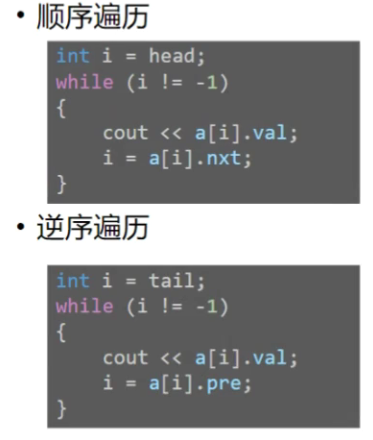 • 顺序遍历
int i = head;
while (i != -1)
{
    cout << a[i].val;
    i = a[i].nxt;
}
• 逆序遍历
int i = tail;
while (i != -1)
{
    cout << a[i].val;
    i = a[i].pre;
}